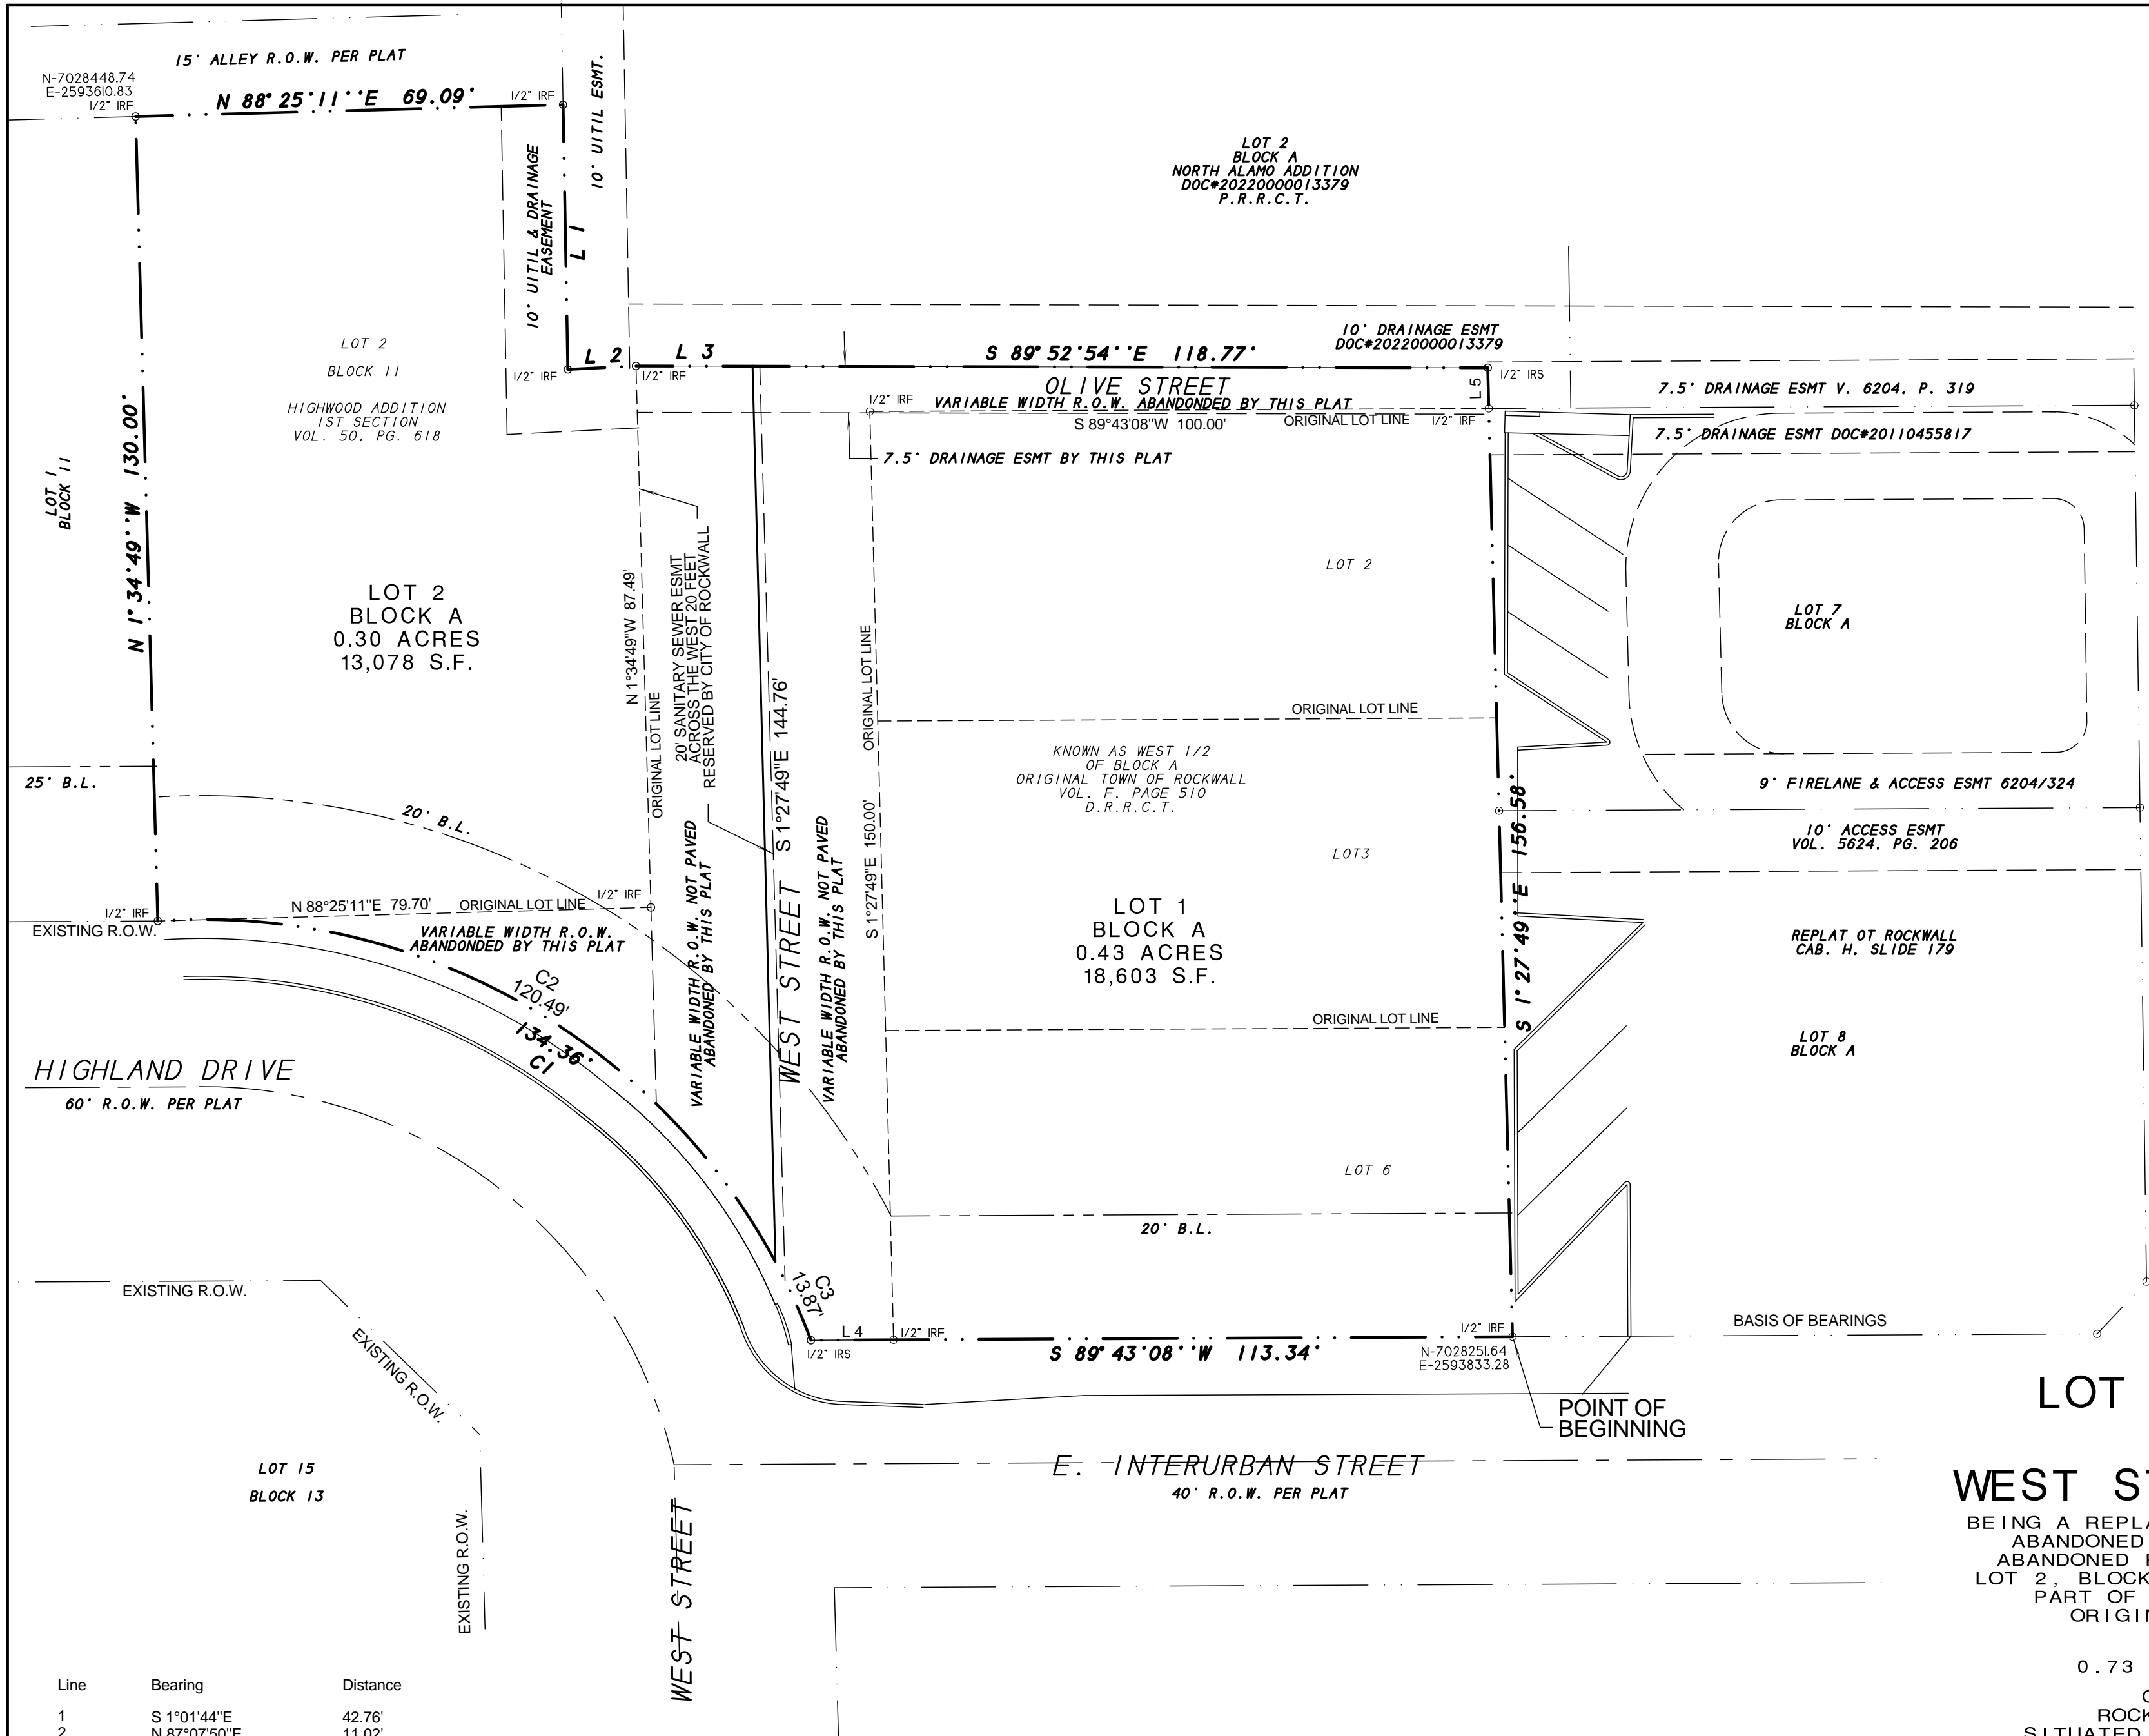 15' ALLEY R.O.W. PER PLAT
N-7028448.74
E-2593610.83
1/2" IRF
N 88°25'11''E 69.09'
1/2" IRF
10' UITIL ESMT.
10' UITIL & DRAINAGE
EASEMENT
L 1
LOT 2
BLOCK A
NORTH ALAMO ADDITION
DOC#20220000013379
P.R.R.C.T.
LOT 2
BLOCK 11
HIGHWOOD ADDITION
1ST SECTION
VOL. 50. PG. 618
1/2" IRF
L 2
1/2" IRF
L 3
S 89°52'54''E 118.77'
10' DRAINAGE ESMT
DOC#20220000013379
1/2" IRS
L 5
OLIVE STREET
VARIABLE WIDTH R.O.W. ABANDONDED BY THIS PLAT
1/2" IRF
S 89°43'08"W 100.00'
ORIGINAL LOT LINE
1/2" IRF
7.5' DRAINAGE ESMT V. 6204. P. 319
7.5' DRAINAGE ESMT DOC#20110455817
7.5' DRAINAGE ESMT BY THIS PLAT
LOT 1
BLOCK 11
N 1°34'49''W 130.00'
LOT 2
BLOCK A
0.30 ACRES
13,078 S.F.
N 1°34'49"W 87.49'
ORIGINAL LOT LINE
20' SANITARY SEWER ESMT
ACROSS THE WEST 20 FEET
RESERVED BY CITY OF ROCKWALL
S 1°27'49"E 144.76'
ORIGINAL LOT LINE
S 1°27'49"E 150.00'
LOT 2
LOT 7
BLOCK A
ORIGINAL LOT LINE
KNOWN AS WEST 1/2
OF BLOCK A
ORIGINAL TOWN OF ROCKWALL
VOL. F. PAGE 510
D.R.R.C.T.
9' FIRELANE & ACCESS ESMT 6204/324
10' ACCESS ESMT
VOL. 5624. PG. 206
S 1°27'49''E 156.58'
25' B.L.
20' B.L.
LOT3
LOT 1
BLOCK A
0.43 ACRES
18,603 S.F.
1/2" IRF
EXISTING R.O.W.
N 88°25'11"E 79.70'
ORIGINAL LOT LINE
1/2" IRF
VARIABLE WIDTH R.O.W.
ABANDONDED BY THIS PLAT
VARIABLE WIDTH R.O.W. NOT PAVED
ABANDONED BY THIS PLAT
WEST STREET
VARIABLE WIDTH R.O.W. NOT PAVED
ABANDONED BY THIS PLAT
REPLAT OT ROCKWALL
CAB. H. SLIDE 179
C2
120.49'
134.36'
C1
ORIGINAL LOT LINE
LOT 8
BLOCK A
HIGHLAND DRIVE
60' R.O.W. PER PLAT
LOT 6
20' B.L.
EXISTING R.O.W.
EXISTING R.O.W.
C3
13.87'
L 4
1/2" IRF
1/2" IRS
S 89°43'08''W 113.34'
1/2" IRF
N-7028251.64
E-2593833.28
BASIS OF BEARINGS
POINT OF
BEGINNING
LOT
E. INTERURBAN STREET
40' R.O.W. PER PLAT
LOT 15
BLOCK 13
EXISTING R.O.W.
WEST STREET
WEST S
BEING A REPLA
ABANDONED
ABANDONED
LOT 2, BLOCK
PART OF
ORIGI
0.73
ROCK
SITUATED
Line Bearing Distance
1 S 1°01'44"E 42.76'
2 N 87°07'50"E 11.02'